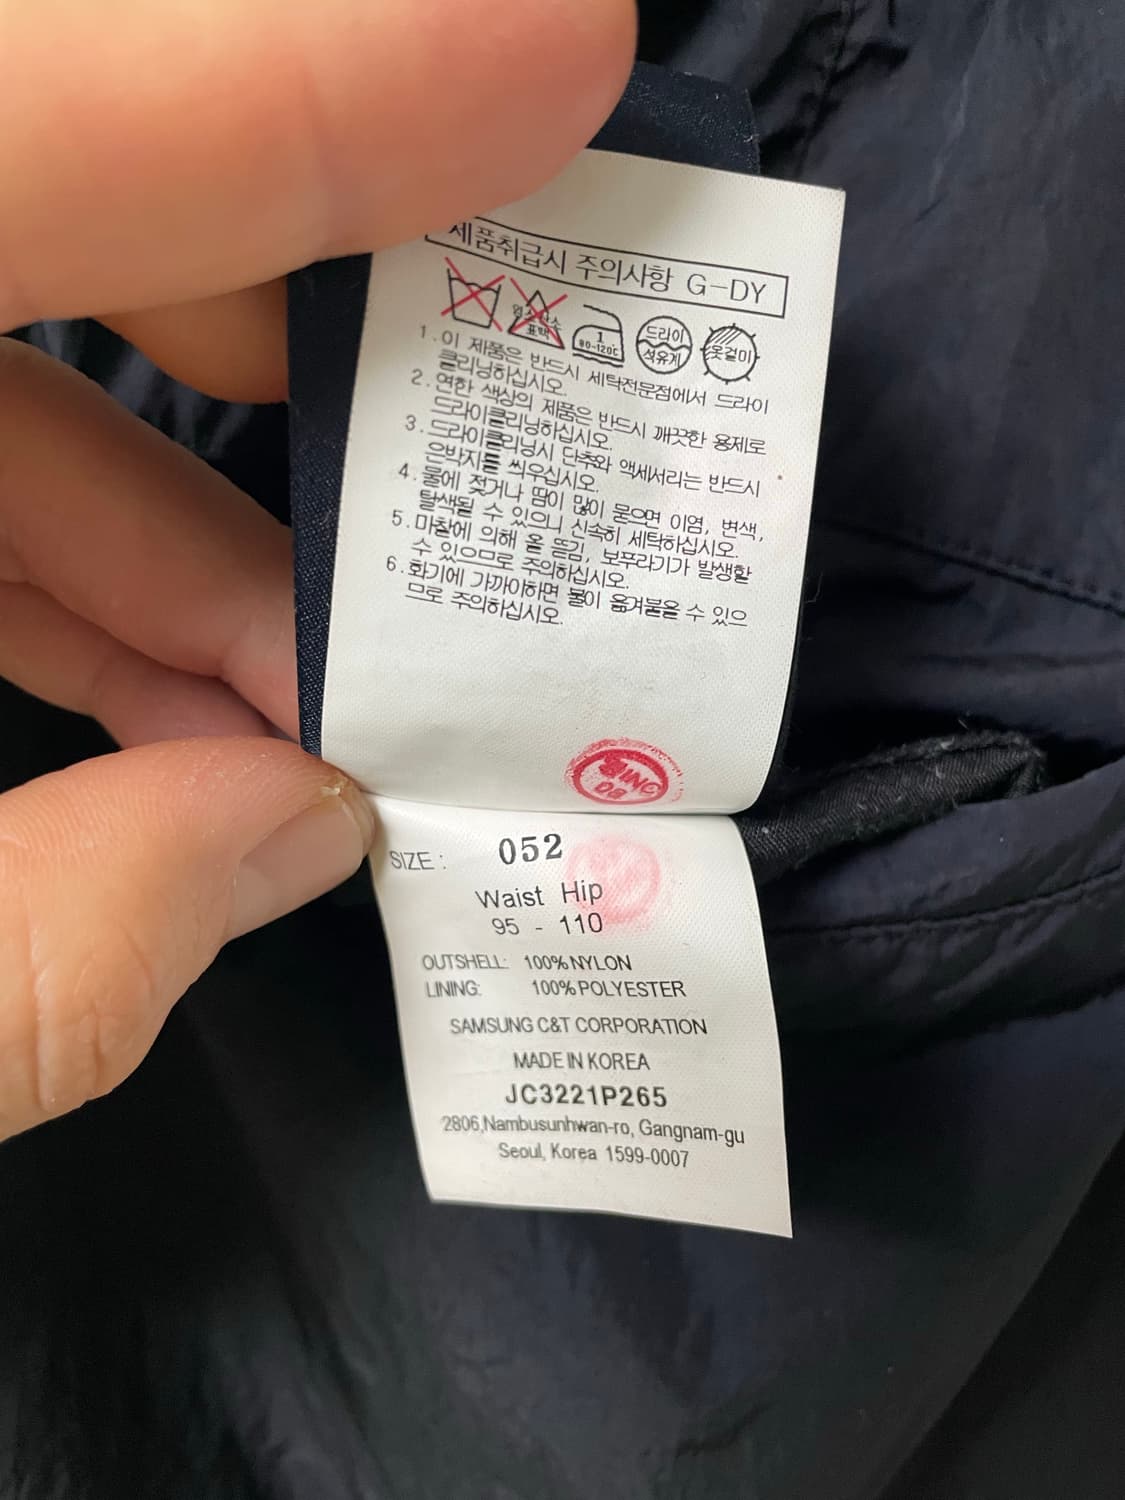 제품취급시 주의사항 G-DY
염소 산소
표백
1
80-120℃
드라이
석유계
옷걸이
1.이 제품은 반드시 세탁전문점에서 드라이
클리닝하십시오.
2.연한 색상의 제품은 반드시 깨끗한 용제로
드라이클리닝하십시오.
3.드라이클리닝시 단추와 액세서리는 반드시
은박지를 씌우십시오.
4.물에 젖거나 땀이 많이 묻으면 이염, 변색,
탈색될 수 있으니 신속히 세탁하십시오.
5.마찰에 의해 올 뜯김, 보푸라기가 발생할
수 있으므로 주의하십시오.
6.화기에 가까이하면 불이 옮겨붙을 수 있으
므로 주의하십시오.
SINC
DB
SIZE : 052
Waist Hip
95 - 110
OUTSHELL: 100% NYLON
LINING: 100% POLYESTER
SAMSUNG C&T CORPORATION
MADE IN KOREA
JC3221P265
2806,Nambusunhwan-ro, Gangnam-gu
Seoul, Korea 1599-0007